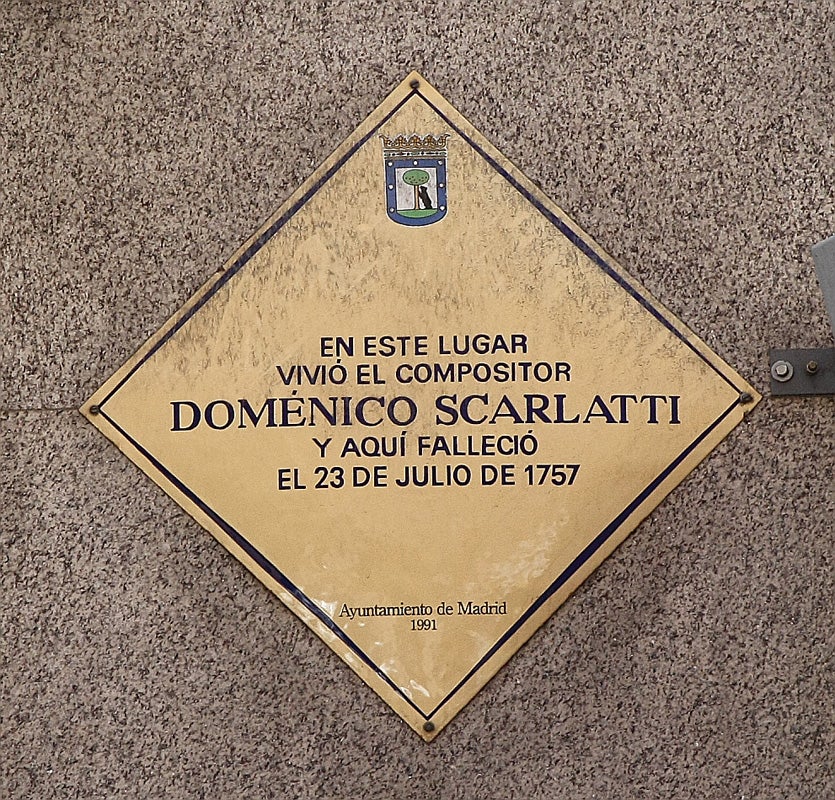 EN ESTE LUGAR
VIVIÓ EL COMPOSITOR
DOMÉNICO SCARLATTI
Y AQUÍ FALLECIÓ
EL 23 DE JULIO DE 1757
Ayuntamiento de Madrid
1991